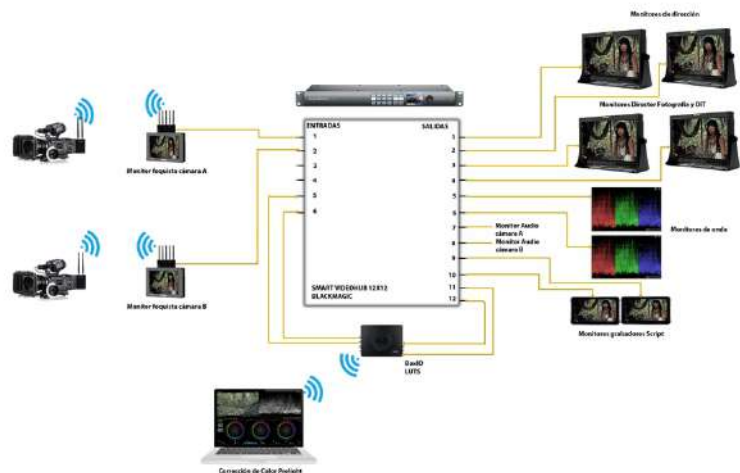 Monitores de dirección
ENTRADAS
SALIDAS
1
2
3
4
5
6
1
2
3
4
5
6
7
8
9
10
11
12
Monitor foquista cámara A
Monitores Director Fotografía y DIT
Monitores de onda
Monitor Audio
cámara A
Monitor Audio
cámara B
Monitor foquista cámara B
SMART VIDEOHUB 12X12
BLACKMAGIC
Monitores grabadores Script
BoxIO
LUTS
Corrección de Color Prelight